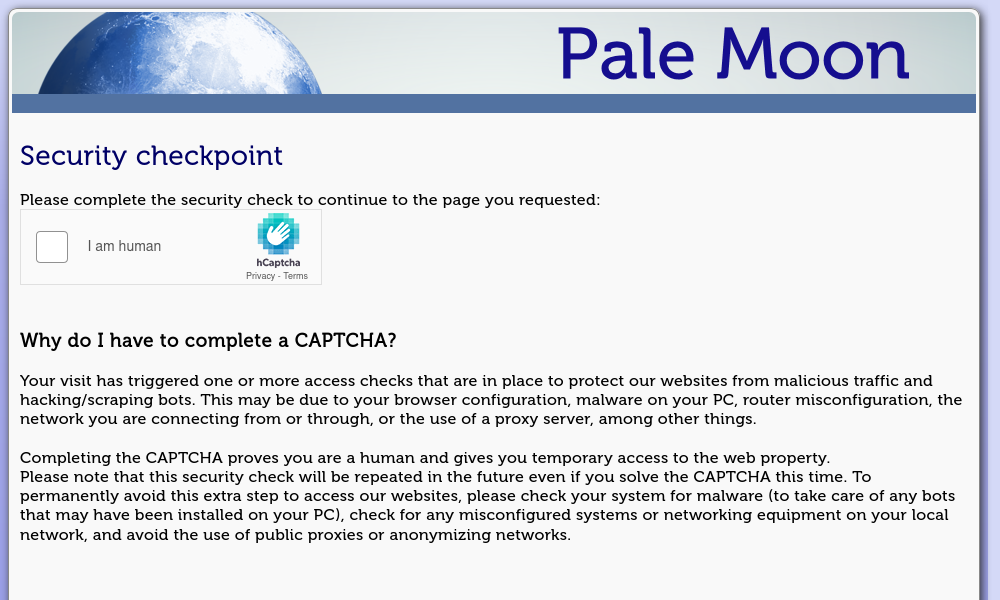 Pale Moon
Security checkpoint
Please complete the security check to continue to the page you requested:
I am human
hCaptcha
Privacy - Terms
Why do I have to complete a CAPTCHA?
Your visit has triggered one or more access checks that are in place to protect our websites from malicious traffic and
hacking/scraping bots. This may be due to your browser configuration, malware on your PC, router misconfiguration, the
network you are connecting from or through, or the use of a proxy server, among other things.
Completing the CAPTCHA proves you are a human and gives you temporary access to the web property.
Please note that this security check will be repeated in the future even if you solve the CAPTCHA this time. To
permanently avoid this extra step to access our websites, please check your system for malware (to take care of any bots
that may have been installed on your PC), check for any misconfigured systems or networking equipment on your local
network, and avoid the use of public proxies or anonymizing networks.